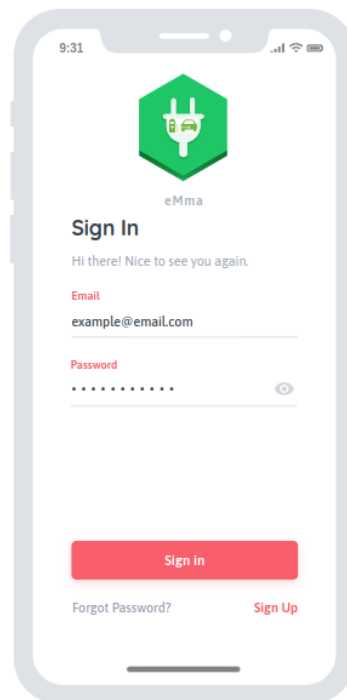 9:31
eMma
Sign In
Hi there! Nice to see you again.
Email
example@email.com
Password
•••••••••••
Sign in
Forgot Password? Sign Up